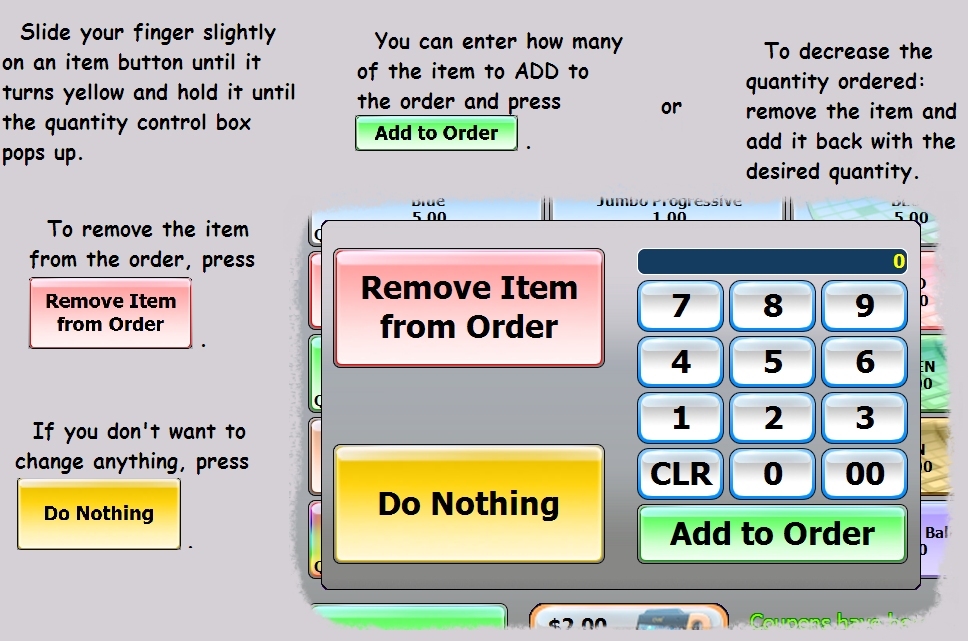 Slide your finger slightly
on an item button until it
turns yellow and hold it until
the quantity control box
pops up.
You can enter how many
of the item to ADD to
the order and press
Add to Order .
or
To decrease the
quantity ordered:
remove the item and
add it back with the
desired quantity.
To remove the item
from the order, press
Remove Item
from Order .
If you don't want to
change anything, press
Do Nothing .
Blue
5.00
Jumbo Progressive
1.00
5.00
Remove Item
from Order
Do Nothing
0
7 8 9
4 5 6
1 2 3
CLR 0 00
Add to Order
$2.00
Coupons have